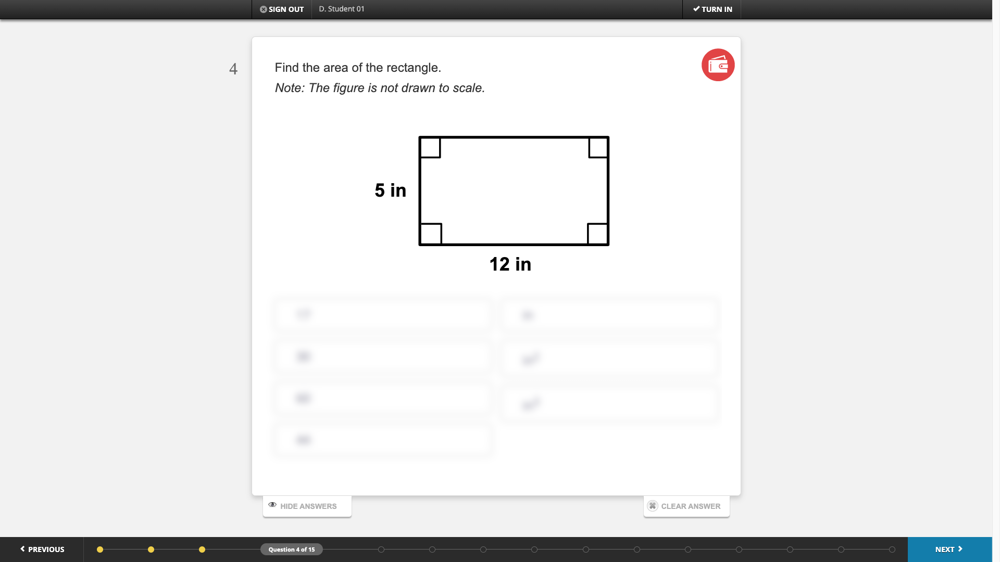 SIGN OUT
D. Student 01
TURN IN
4
Find the area of the rectangle.
Note: The figure is not drawn to scale.
5 in
12 in
HIDE ANSWERS
CLEAR ANSWER
PREVIOUS
Question 4 of 15
NEXT